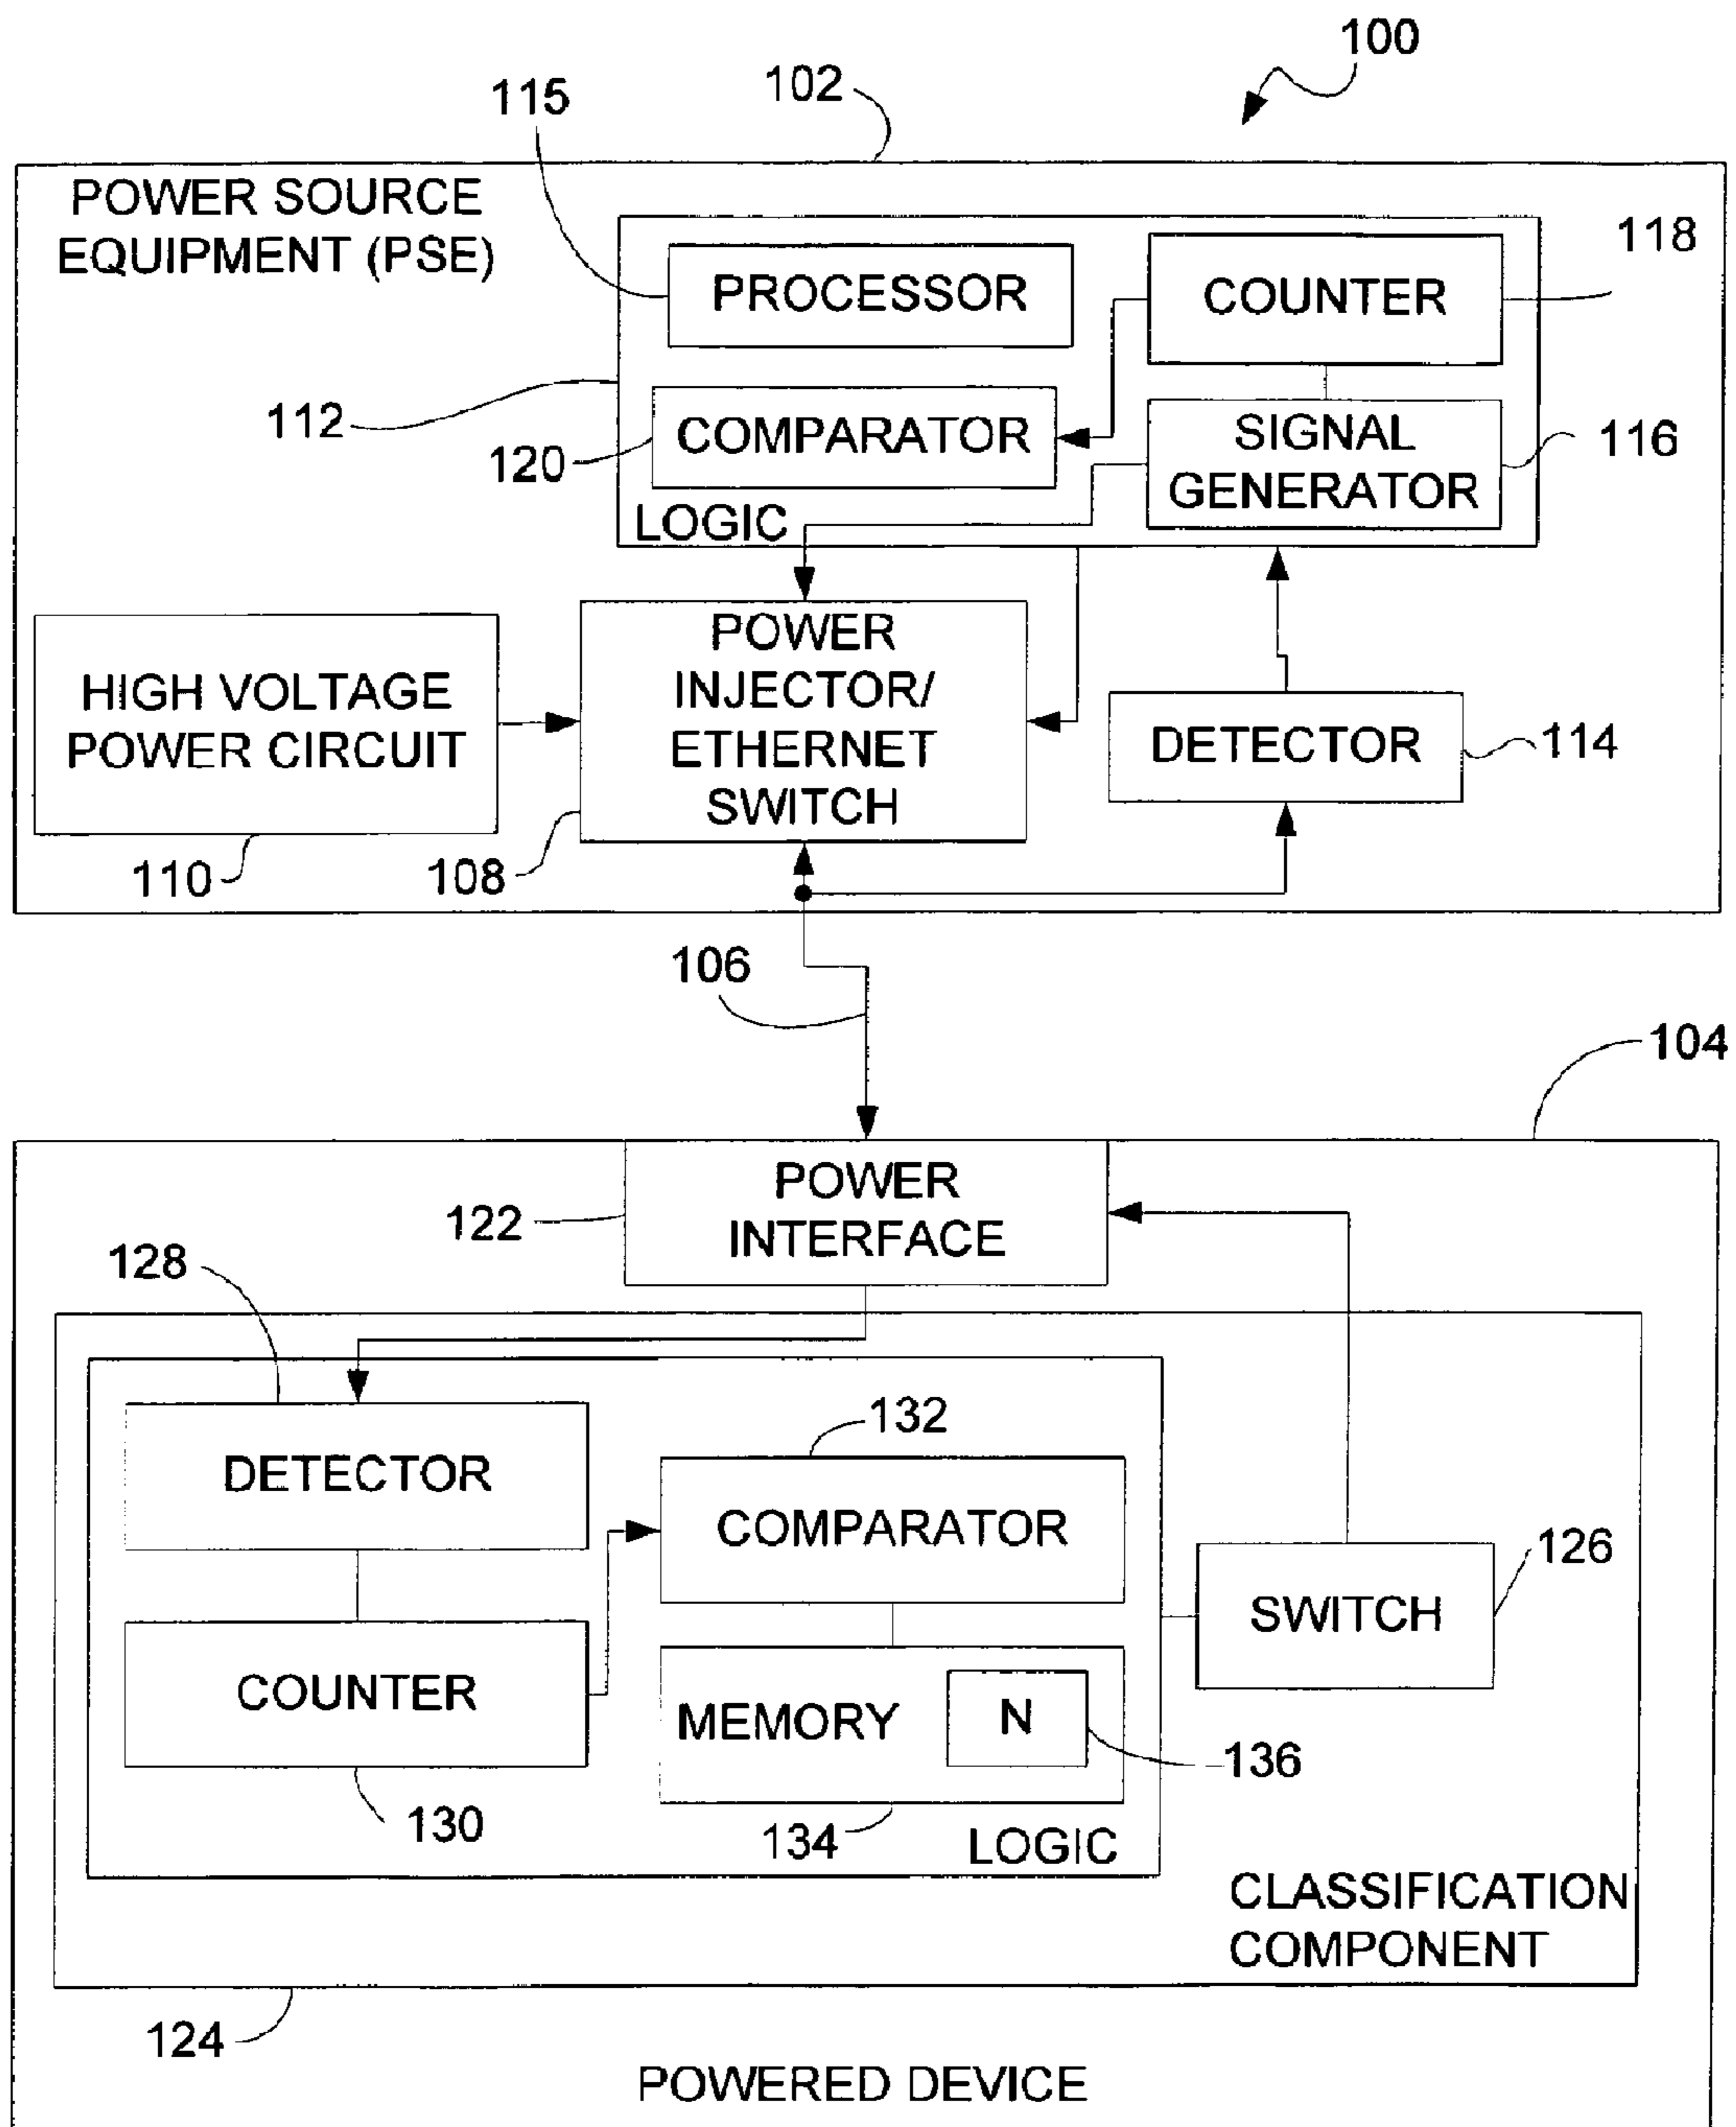 100
102
115
POWER SOURCE
EQUIPMENT (PSE)
118
PROCESSOR
COUNTER
112
COMPARATOR
120
SIGNAL
GENERATOR
116
LOGIC
POWER
INJECTOR/
ETHERNET
SWITCH
HIGH VOLTAGE
POWER CIRCUIT
DETECTOR
114
110
108
106
104
POWER
INTERFACE
122
128
132
DETECTOR
COMPARATOR
126
SWITCH
COUNTER
MEMORY
N
136
130
134
LOGIC
CLASSIFICATION
COMPONENT
124
POWERED DEVICE